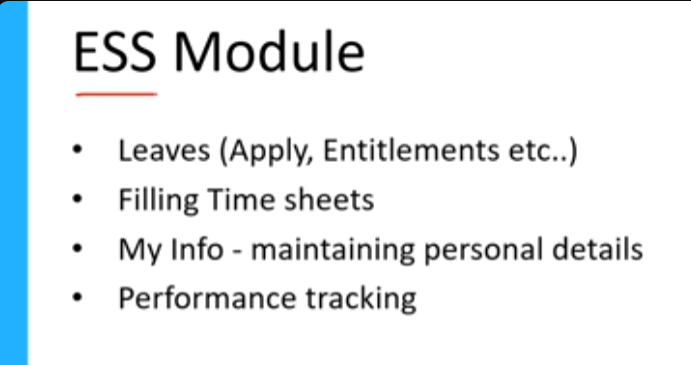 ESS Module
• Leaves (Apply, Entitlements etc..)
• Filling Time sheets
• My Info - maintaining personal details
• Performance tracking